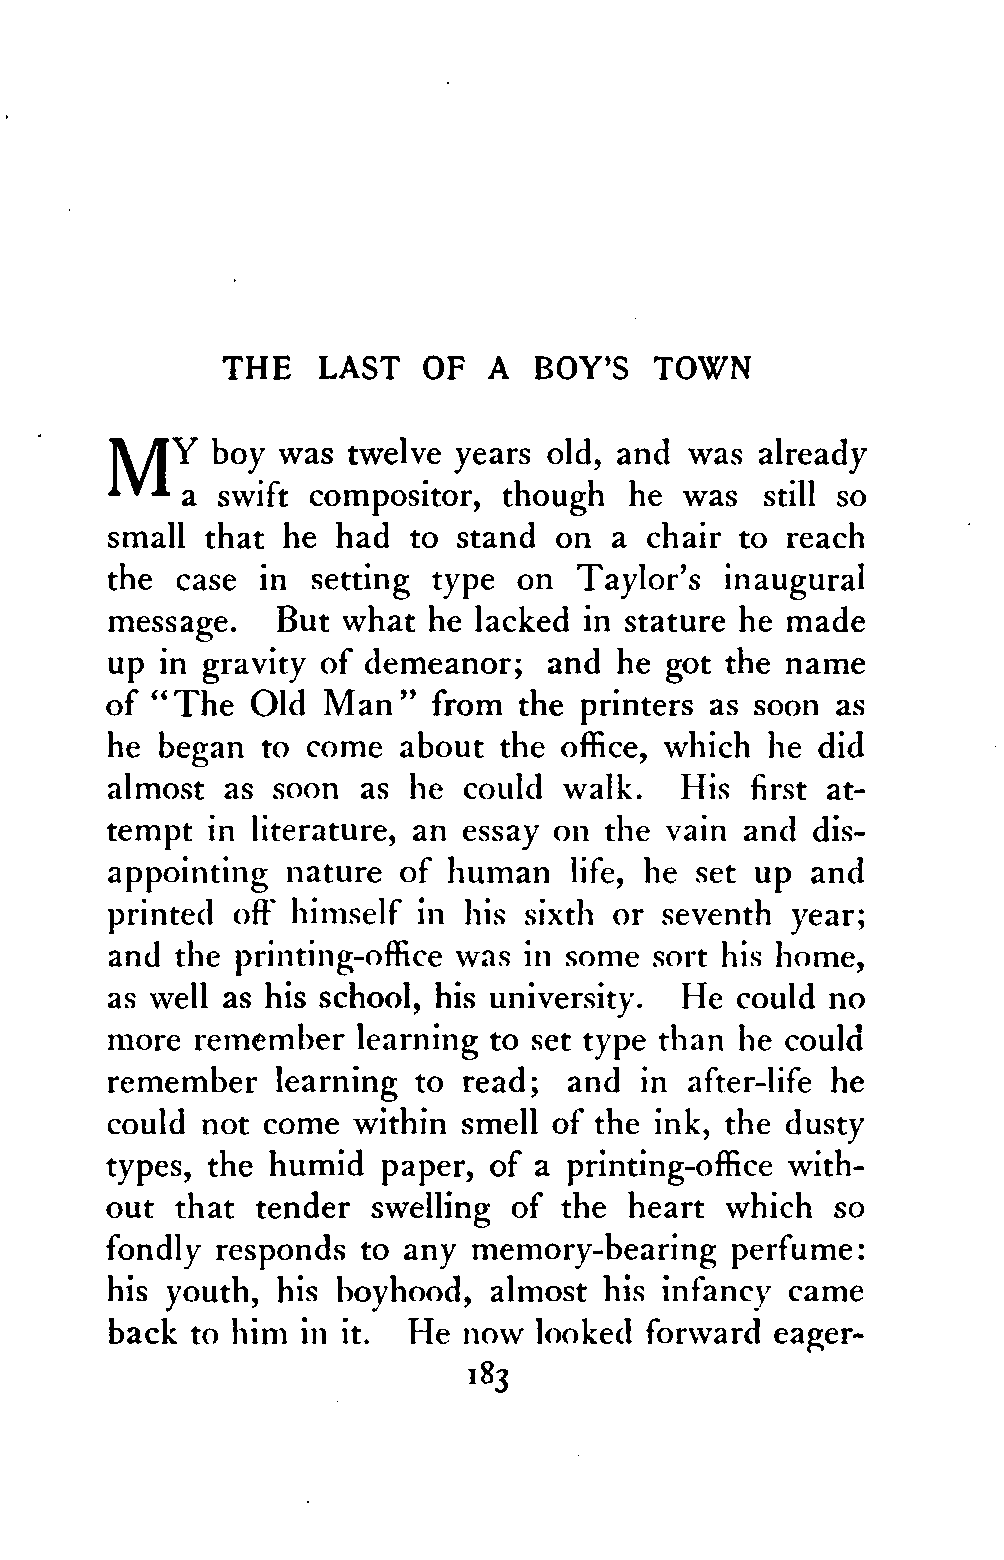 THE LAST OF A BOY'S TOWN
MY boy was twelve years old, and was already
a swift compositor, though he was still so
small that he had to stand on a chair to reach
the case in setting type on Taylor's inaugural
message. But what he lacked in stature he made
up in gravity of demeanor; and he got the name
of "The Old Man" from the printers as soon as
he began to come about the office, which he did
almost as soon as he could walk. His first at-
tempt in literature, an essay on the vain and dis-
appointing nature of human life, he set up and
printed off himself in his sixth or seventh year;
and the printing-office was in some sort his home,
as well as his school, his university. He could no
more remember learning to set type than he could
remember learning to read; and in after-life he
could not come within smell of the ink, the dusty
types, the humid paper, of a printing-office with-
out that tender swelling of the heart which so
fondly responds to any memory-bearing perfume:
his youth, his boyhood, almost his infancy came
back to him in it. He now looked forward eager-
183